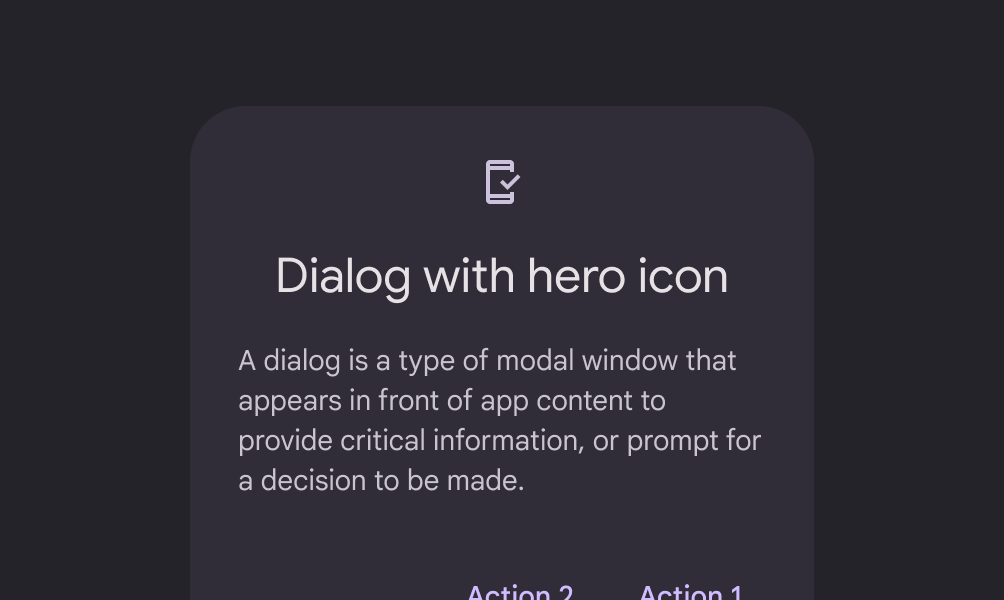 Dialog with hero icon
A dialog is a type of modal window that
appears in front of app content to
provide critical information, or prompt for
a decision to be made.
Action 2 Action 1